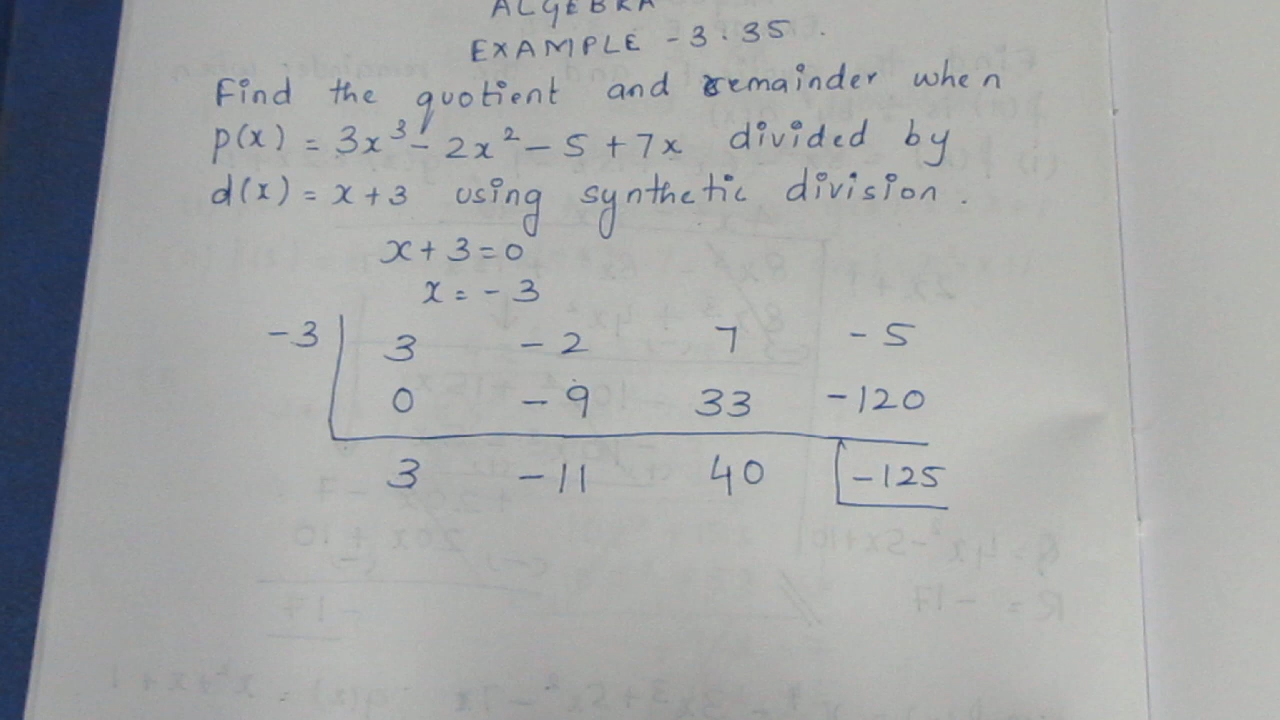 ALGEBRA
EXAMPLE - 3.35.
Find the quotient and remainder when
p(x) = 3x³ - 2x² - 5 + 7x divided by
d(x) = x + 3 using synthetic division.
x + 3 = 0
x = - 3
-3 3 - 2 7 - 5
0 - 9 33 -120
3 - 11 40 -125